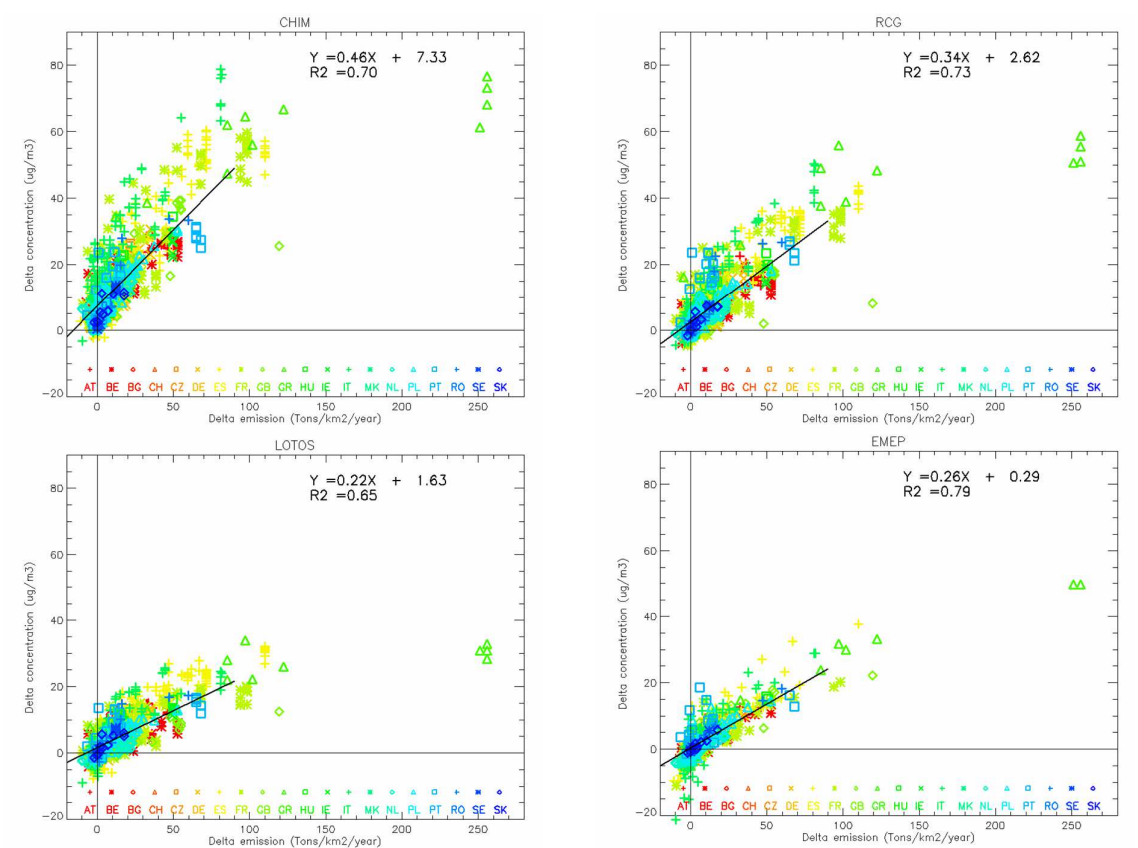 CHIM
Y =0.46X + 7.33
R2 =0.70
Delta concentration (ug/m3)
80
60
40
20
0
-20
AT BE BG CH CZ DE ES FR GB GR HU IE IT MK NL PL PT RO SE SK
0 50 100 150 200 250
Delta emission (Tons/km2/year)
RCG
Y =0.34X + 2.62
R2 =0.73
Delta concentration (ug/m3)
80
60
40
20
0
-20
AT BE BG CH CZ DE ES FR GB GR HU IE IT MK NL PL PT RO SE SK
0 50 100 150 200 250
Delta emission (Tons/km2/year)
LOTOS
Y =0.22X + 1.63
R2 =0.65
Delta concentration (ug/m3)
80
60
40
20
0
-20
AT BE BG CH CZ DE ES FR GB GR HU IE IT MK NL PL PT RO SE SK
0 50 100 150 200 250
Delta emission (Tons/km2/year)
EMEP
Y =0.26X + 0.29
R2 =0.79
Delta concentration (ug/m3)
80
60
40
20
0
-20
AT BE BG CH CZ DE ES FR GB GR HU IE IT MK NL PL PT RO SE SK
0 50 100 150 200 250
Delta emission (Tons/km2/year)